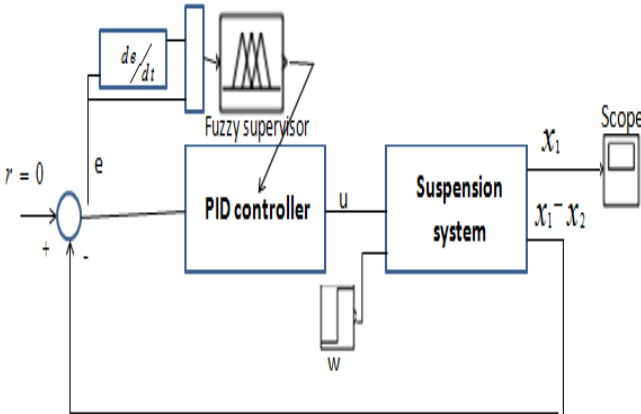 de/dt
Fuzzy supervisor
Scope
e
x₁
r = 0
PID controller
u
Suspension
system
x₁- x₂
+
-
w